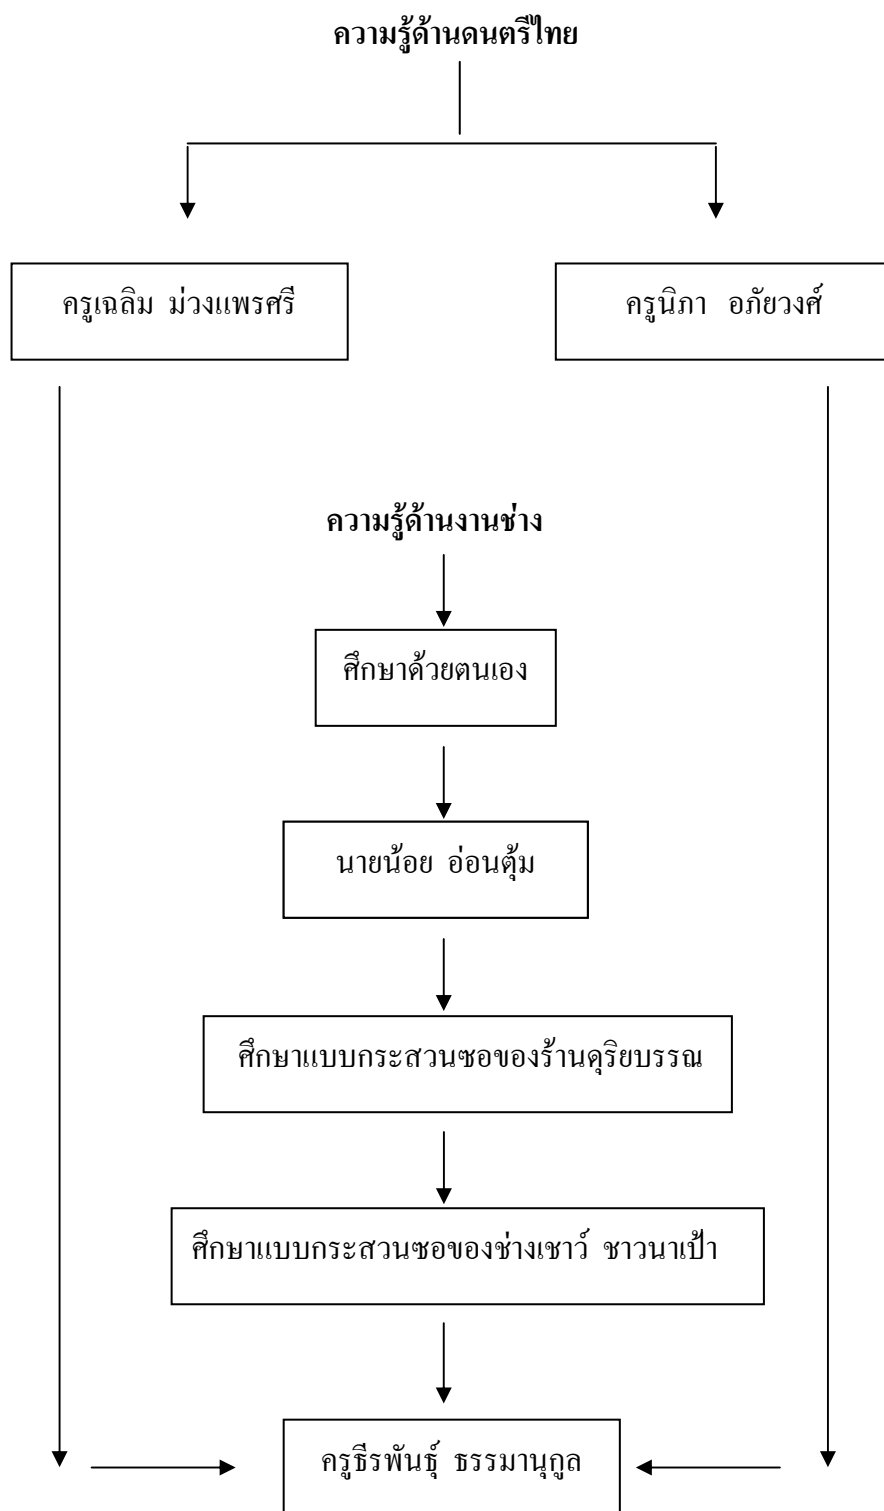 ความรู้ด้านดนตรีไทย
ครูเฉลิม ม่วงแพรศรี
ครูนิภา อภัยวงศ์
ความรู้ด้านงานช่าง
ศึกษาด้วยตนเอง
นายน้อย อ่อนตุ้ม
ศึกษาแบบกระสวนซอของร้านดุริยบรรณ
ศึกษาแบบกระสวนซอของช่างเชาว์ ชาวนาเป้า
ครูธีรพันธุ์ ธรรมานุกูล